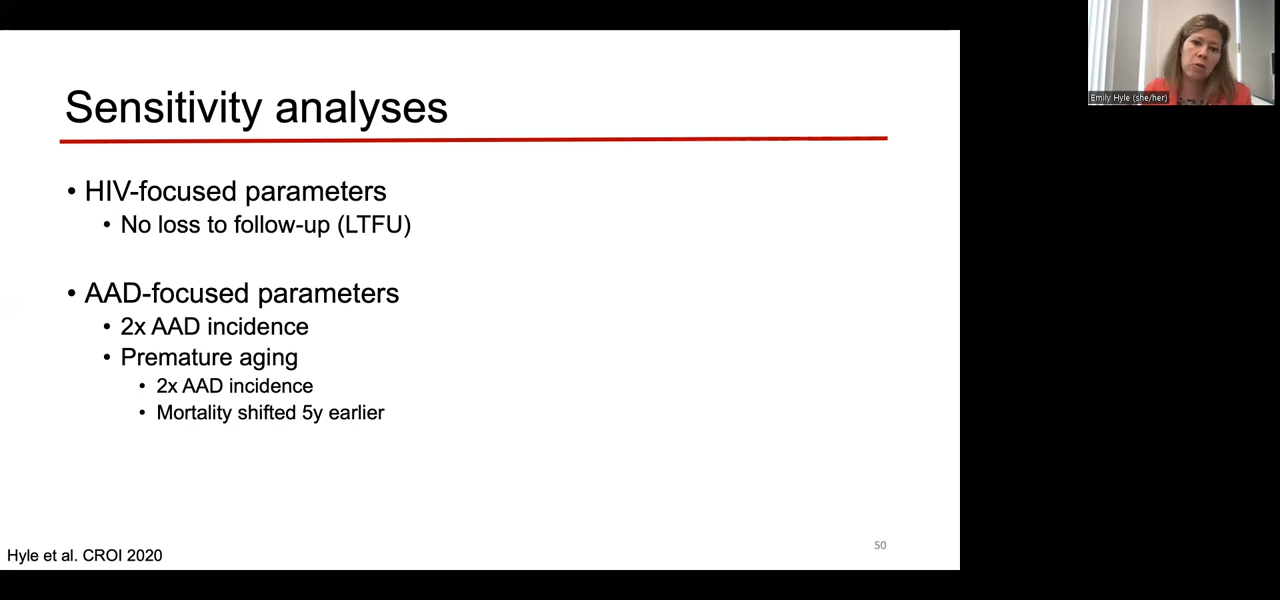 Emily Hyle (she/her)
Sensitivity analyses
• HIV-focused parameters
• No loss to follow-up (LTFU)
• AAD-focused parameters
• 2x AAD incidence
• Premature aging
• 2x AAD incidence
• Mortality shifted 5y earlier
50
Hyle et al. CROI 2020